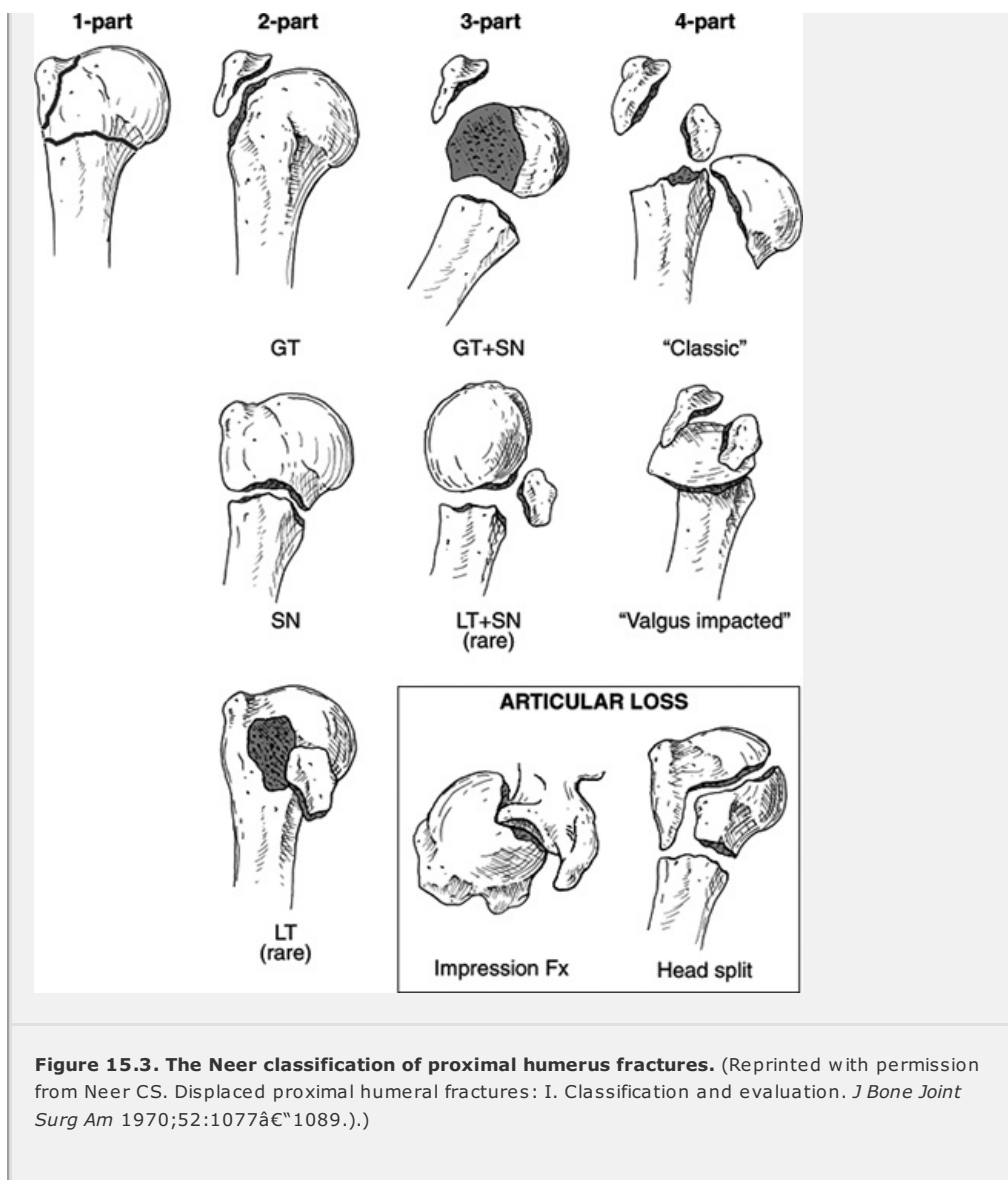 1-part 2-part 3-part 4-part
GT GT+SN “Classic”
SN LT+SN (rare) “Valgus impacted”
LT
(rare)
ARTICULAR LOSS
Impression Fx Head split
Figure 15.3. The Neer classification of proximal humerus fractures. (Reprinted with permission
from Neer CS. Displaced proximal humeral fractures: I. Classification and evaluation. J Bone Joint
Surg Am 1970;52:1077â€“1089.).)